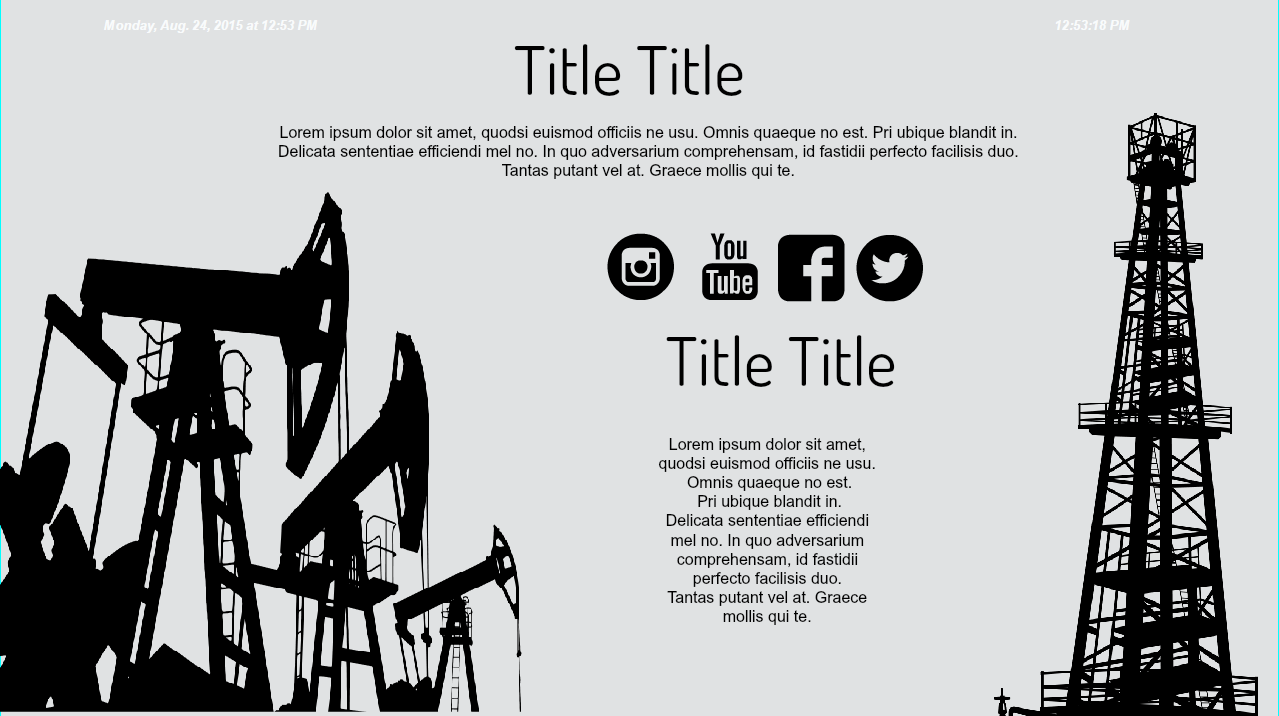 Monday, Aug. 24, 2015 at 12:53 PM
12:53:18 PM
Title Title
Lorem ipsum dolor sit amet, quodsi euismod officiis ne usu. Omnis quaeque no est. Pri ubique blandit in.
Delicata sententiae efficiendi mel no. In quo adversarium comprehensam, id fastidii perfecto facilisis duo.
Tantas putant vel at. Graece mollis qui te.
You
Tube
Title Title
Lorem ipsum dolor sit amet,
quodsi euismod officiis ne usu.
Omnis quaeque no est.
Pri ubique blandit in.
Delicata sententiae efficiendi
mel no. In quo adversarium
comprehensam, id fastidii
perfecto facilisis duo.
Tantas putant vel at. Graece
mollis qui te.